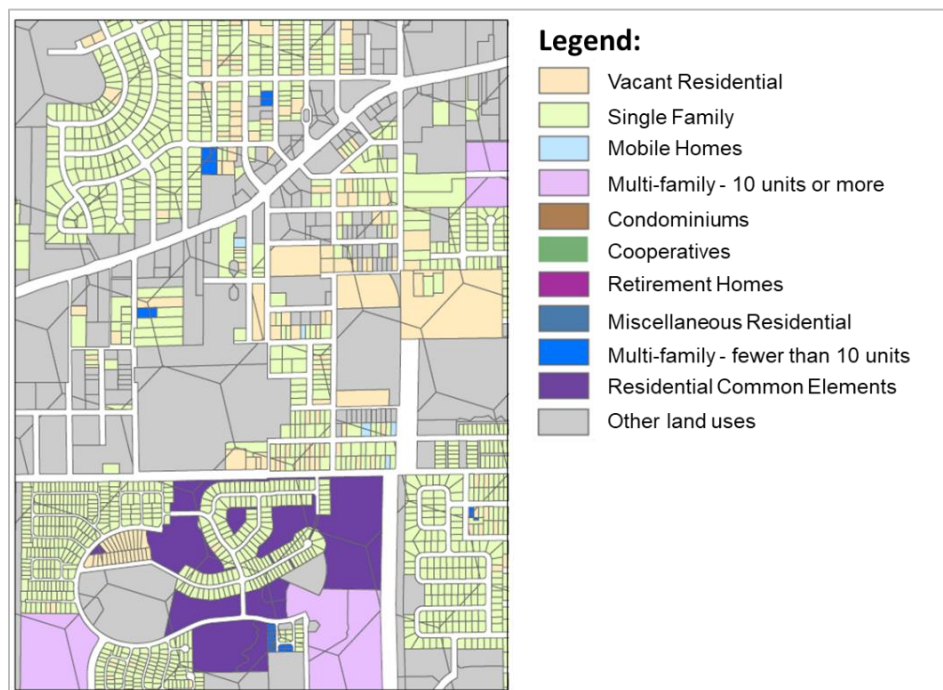 Legend:
Vacant Residential
Single Family
Mobile Homes
Multi-family - 10 units or more
Condominiums
Cooperatives
Retirement Homes
Miscellaneous Residential
Multi-family - fewer than 10 units
Residential Common Elements
Other land uses